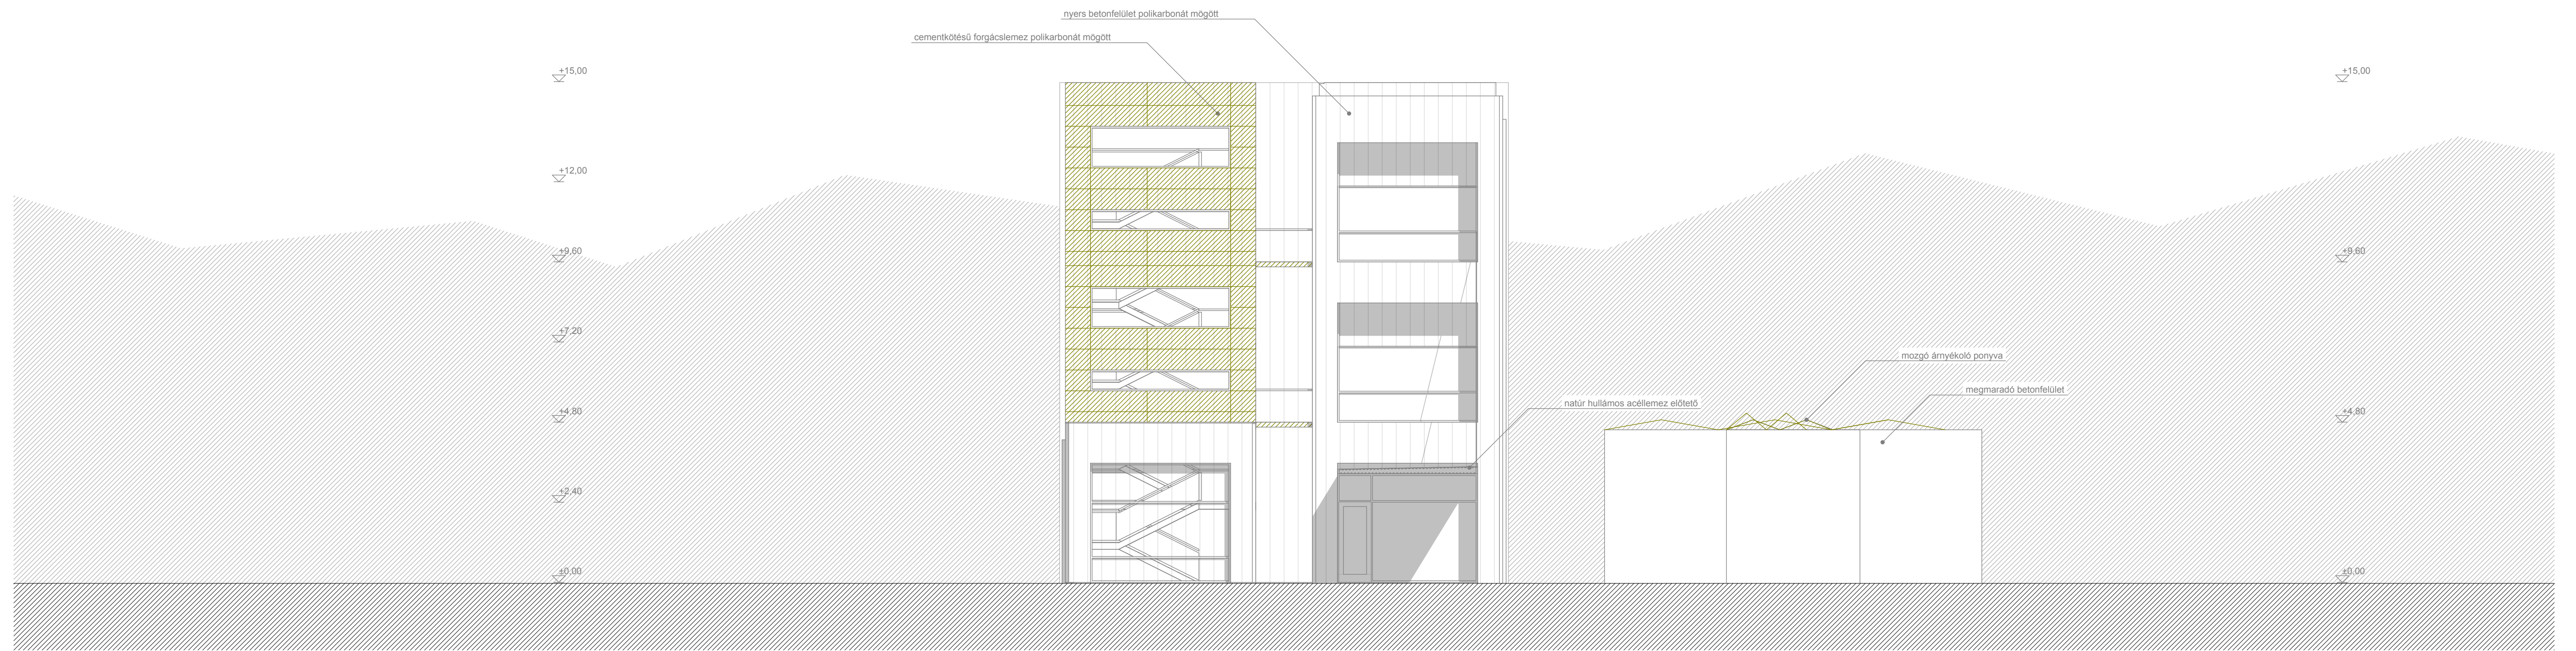 nyers betonfelület polikarbonát mögött
cementkötésű forgácslemez polikarbonát mögött
+15,00
+15,00
+12,00
+9,60
+9,60
+7,20
mozgó árnyékoló ponyva
megmaradó betonfelület
natúr hullámos acéllemez előtető
+4,80
+4,80
+2,40
±0,00
±0,00